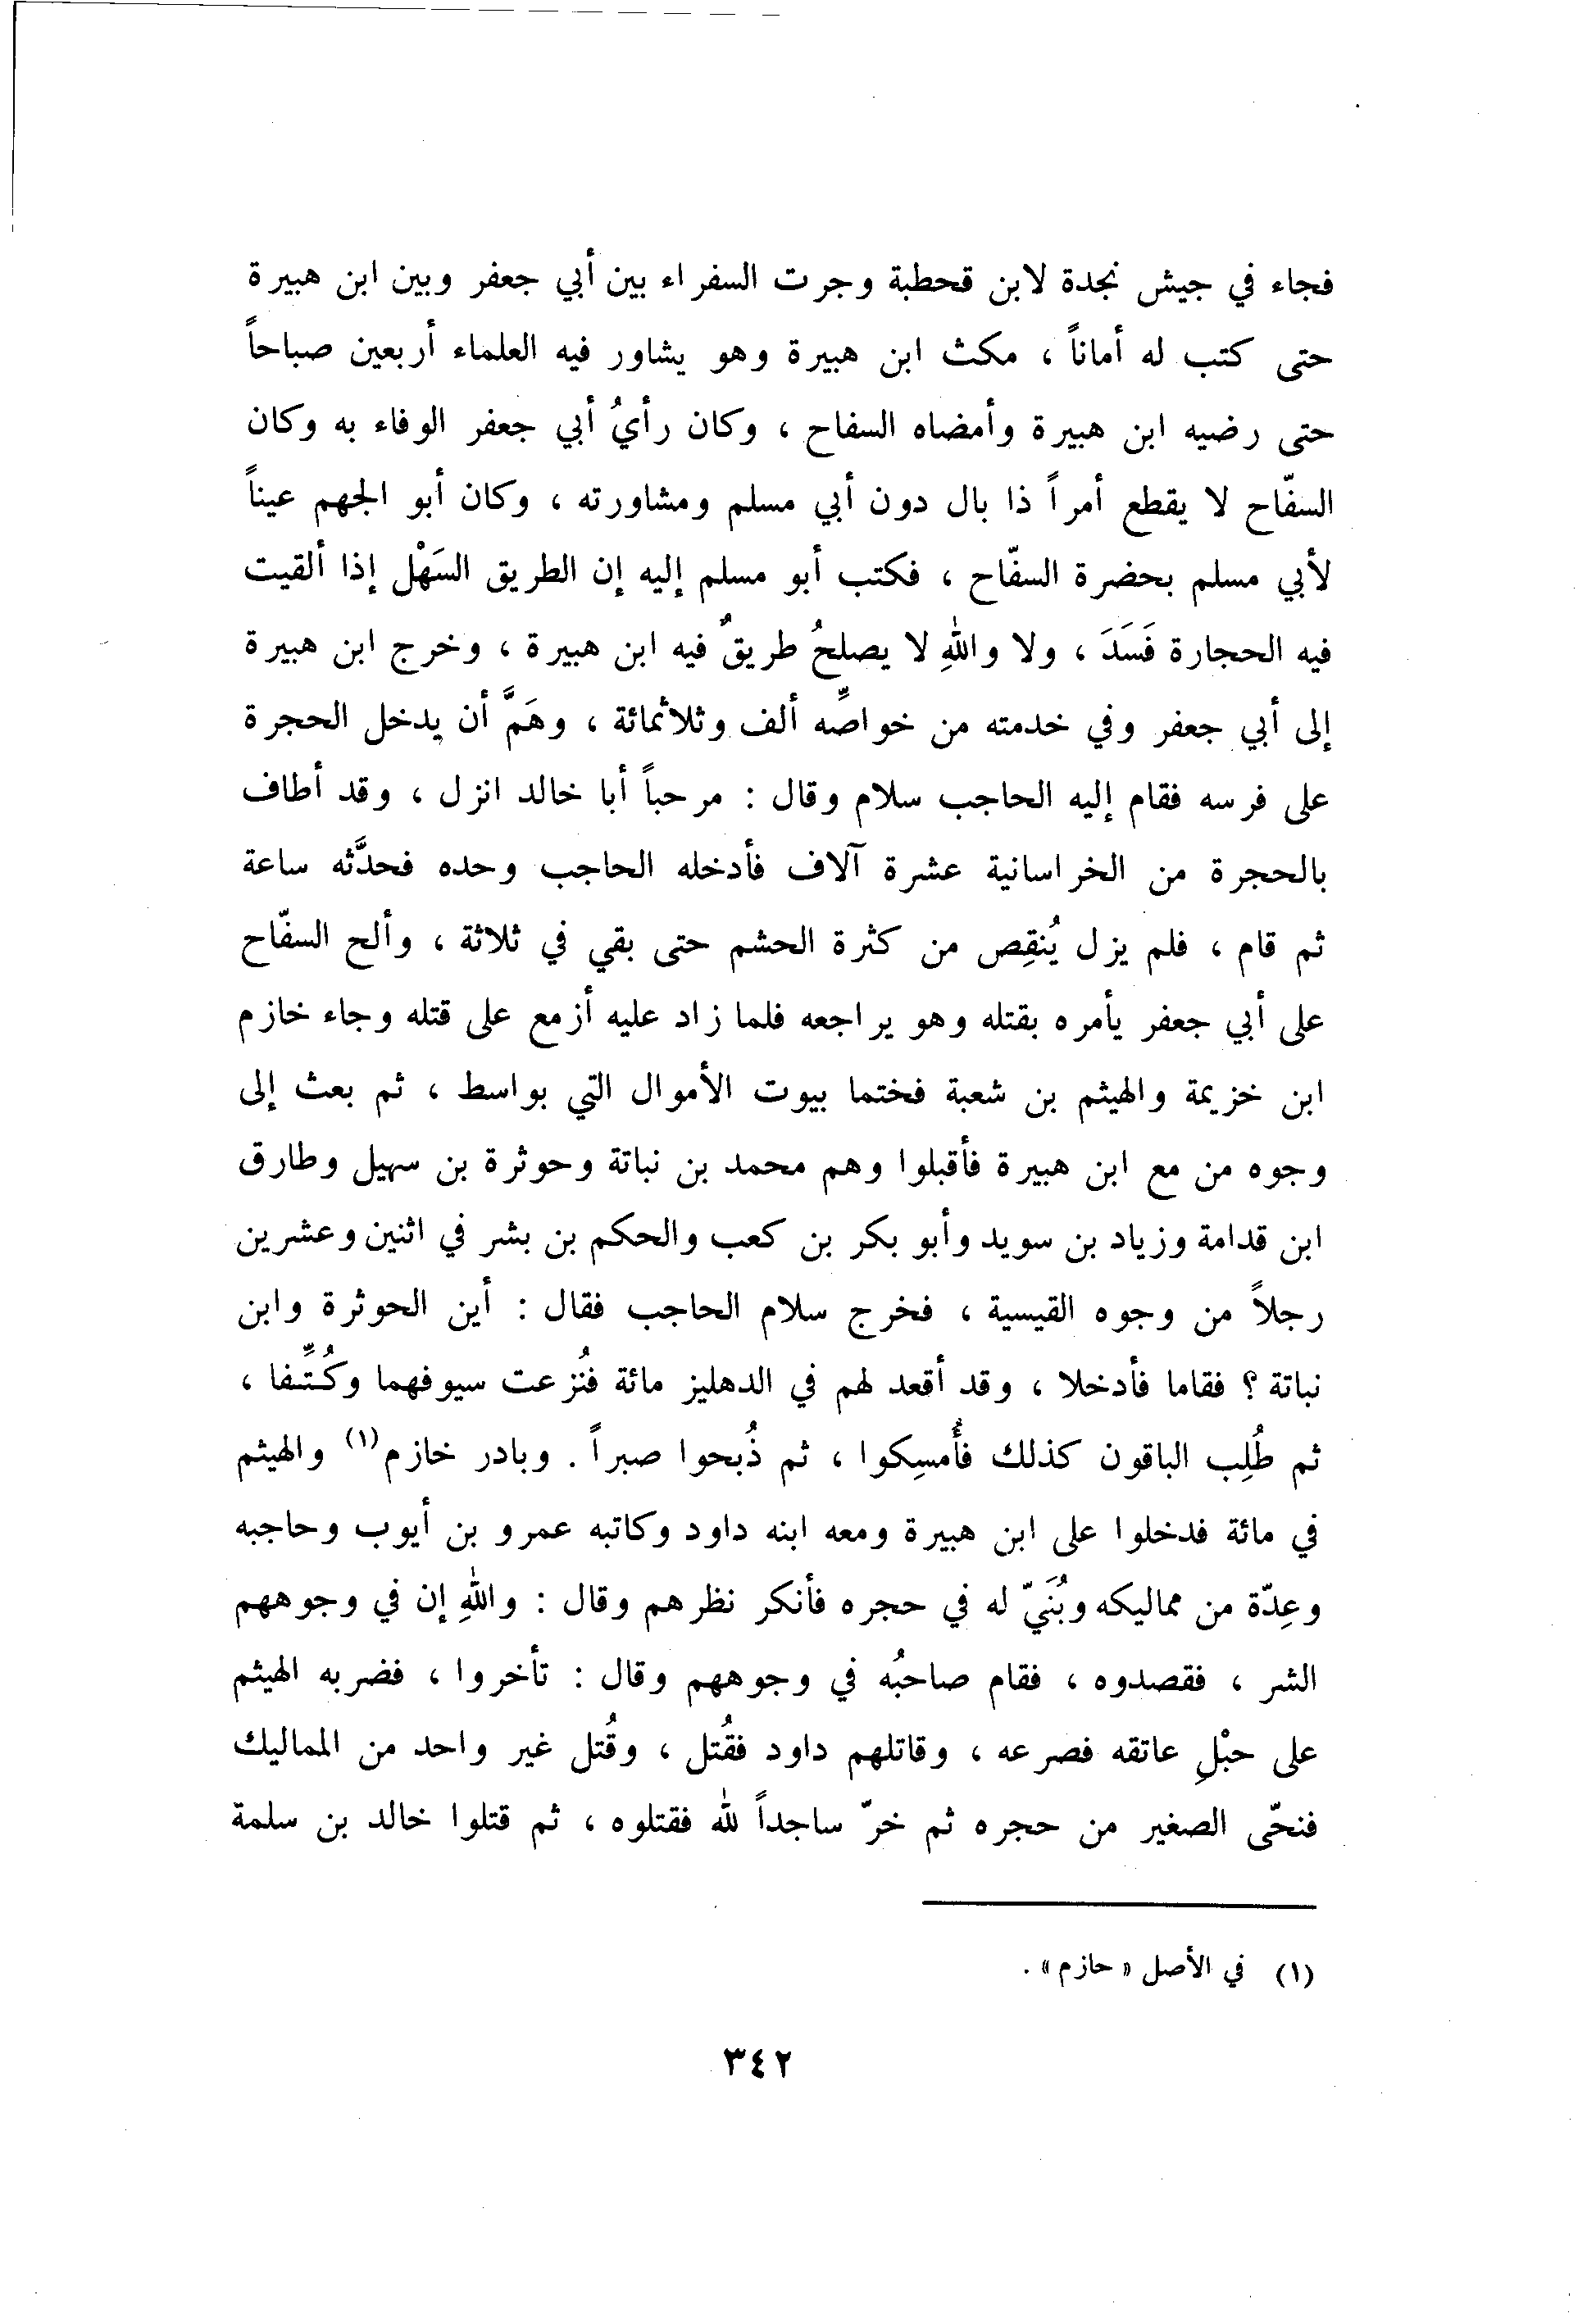 فجاء في جيش نجدة لابن قحطبة وجرت السفراء بين أبي جعفر وبين ابن هبيرة
حتى كتب له أماناً ، مكث ابن هبيرة وهو يشاور فيه العلماء أربعين صباحاً
حتى رضيه ابن هبيرة وأمضاه السفاح ، وكان رأيُ أبي جعفر الوفاء به وكان
السفّاح لا يقطع أمراً ذا بال دون أبي مسلم ومشاورته ، وكان أبو الجهم عيناً
لأبي مسلم بحضرة السفّاح ، فكتب أبو مسلم إليه إن الطريق السَهْل إذا ألقيت
فيه الحجارة فَسَدَ ، ولا واللهِ لا يصلحُ طريقٌ فيه ابن هبيرة ، وخرج ابن هبيرة
إلى أبي جعفر وفي خدمته من خواصِّه ألف وثلاثمائة ، وهَمَّ أن يدخل الحجرة
على فرسه فقام إليه الحاجب سلام وقال : مرحباً أبا خالد انزل ، وقد أطاف
بالحجرة من الخراسانية عشرة آلاف فأدخله الحاجب وحده فحدَّثه ساعة
ثم قام ، فلم يزل يُنقِص من كثرة الحشم حتى بقي في ثلاثة ، وألح السفّاح
على أبي جعفر يأمره بقتله وهو يراجعه فلما زاد عليه أزمع على قتله وجاء خازم
ابن خزيمة والهيثم بن شعبة فختما بيوت الأموال التي بواسط ، ثم بعث إلى
وجوه من مع ابن هبيرة فأقبلوا وهم محمد بن نباتة وحوثرة بن سهيل وطارق
ابن قدامة وزياد بن سويد وأبو بكر بن كعب والحكم بن بشر في اثنين وعشرين
رجلاً من وجوه القيسية ، فخرج سلام الحاجب فقال : أين الحوثرة وابن
نباتة ؟ فقاما فأدخلا ، وقد أقعد لهم في الدهليز مائة فنُزعت سيوفهما وكُتِّفا ،
ثم طُلِب الباقون كذلك فأُمسِكوا ، ثم ذُبحوا صبراً . وبادر خازم(١) والهيثم
في مائة فدخلوا على ابن هبيرة ومعه ابنه داود وكاتبه عمرو بن أيوب وحاجبه
وعِدّة من مماليكه وبُنَيّ له في حجره فأنكر نظرهم وقال : واللهِ إن في وجوههم
الشر ، فقصدوه ، فقام صاحبُه في وجوههم وقال : تأخروا ، فضربه الهيثم
على حبْلِ عاتقه فصرعه ، وقاتلهم داود فقُتل ، وقُتل غير واحد من المماليك
فنحّى الصغير من حجره ثم خرّ ساجداً لله فقتلوه ، ثم قتلوا خالد بن سلمة
(١) في الأصل « حازم » .
٣٤٢